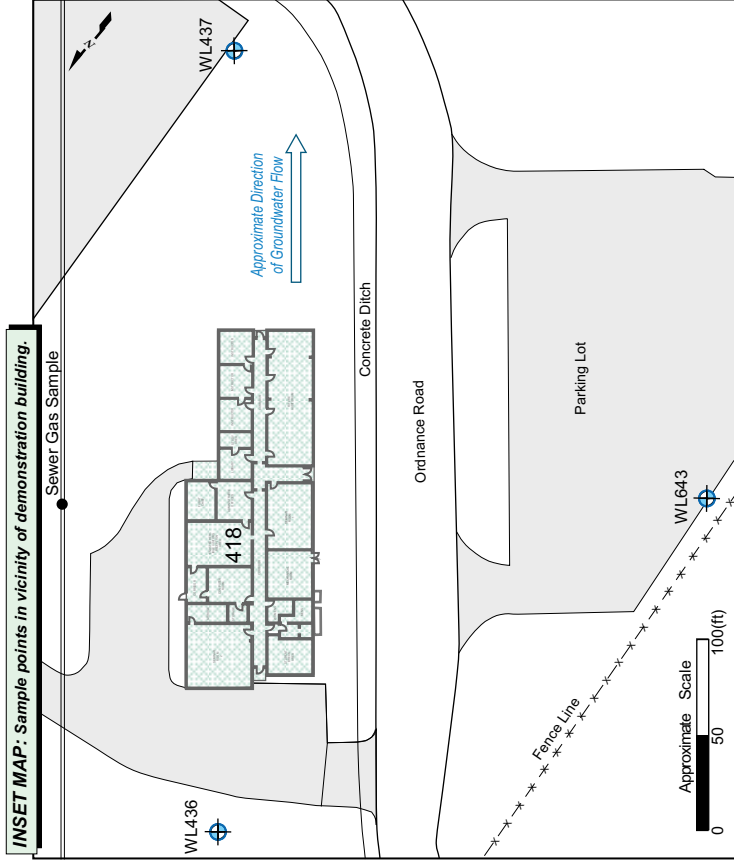 INSET MAP: Sample points in vicinity of demonstration building.
Sewer Gas Sample
N
WL437
Approximate Direction
of Groundwater Flow
418
WL436
Concrete Ditch
Ordnance Road
Parking Lot
WL643
Fence Line
Approximate Scale
0 50 100(ft)